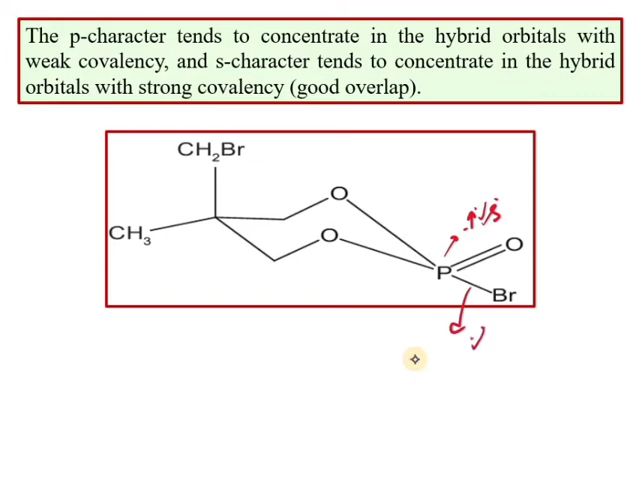 The p-character tends to concentrate in the hybrid orbitals with
weak covalency, and s-character tends to concentrate in the hybrid
orbitals with strong covalency (good overlap).
CH₂Br
O
O
CH₃
O
P
Br